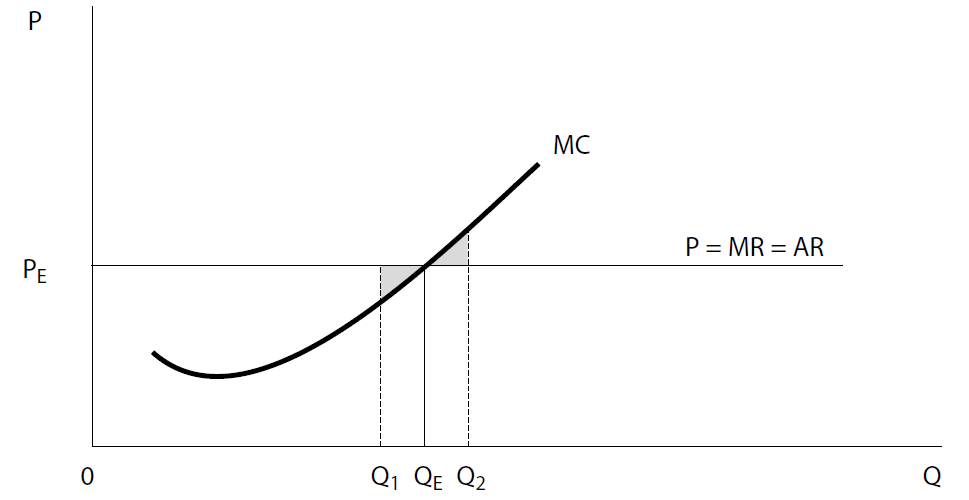 P
MC
P = MR = AR
PE
0
Q1
QE
Q2
Q